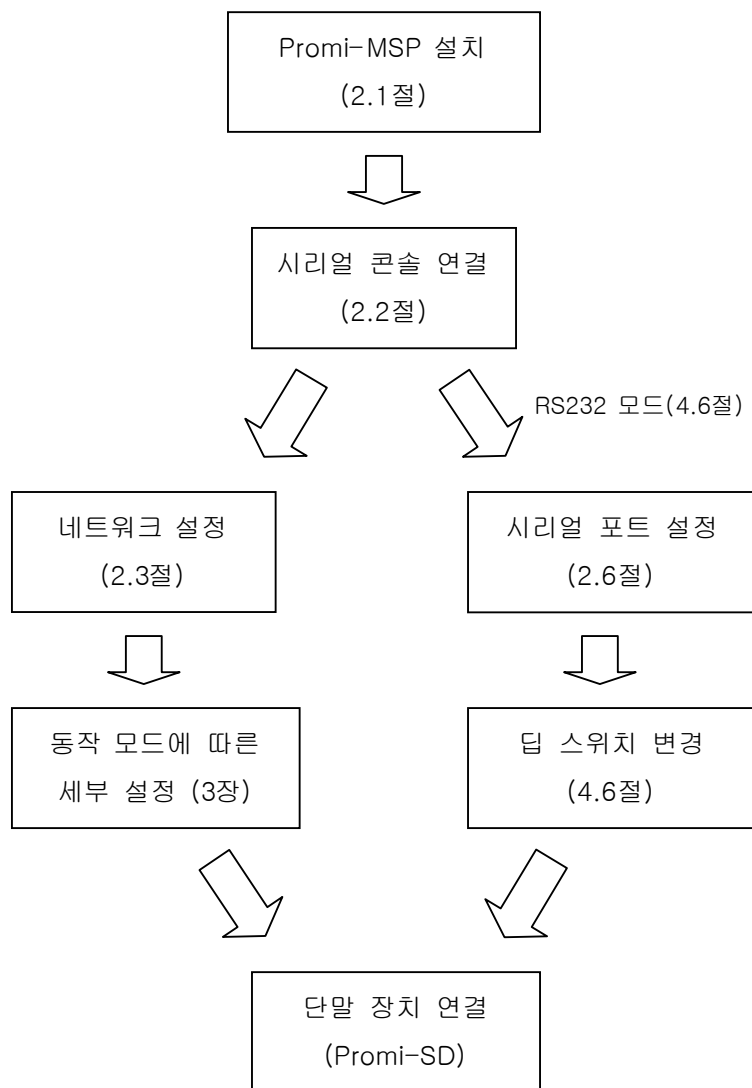 Promi-MSP 설치
(2.1절)
시리얼 콘솔 연결
(2.2절)
RS232 모드(4.6절)
네트워크 설정
(2.3절)
시리얼 포트 설정
(2.6절)
동작 모드에 따른
세부 설정 (3장)
딥 스위치 변경
(4.6절)
단말 장치 연결
(Promi-SD)